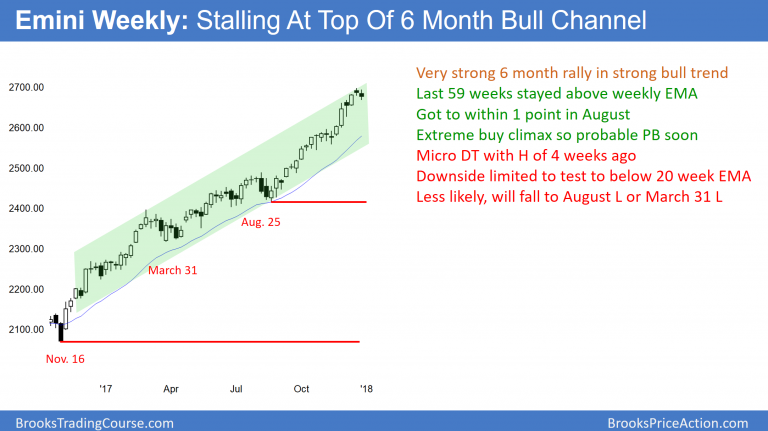 Emini Weekly: Stalling At Top Of 6 Month Bull Channel
Very strong 6 month rally in strong bull trend
Last 59 weeks stayed above weekly EMA
Got to within 1 point in August
Extreme buy climax so probable PB soon
Micro DT with H of 4 weeks ago
Downside limited to test to below 20 week EMA
Less likely, will fall to August L or March 31 L
2700.00
2600.00
2500.00
2400.00
2300.00
2200.00
2100.00
Aug. 25
March 31
Nov. 16
'17 Apr Jul Oct '18
BrooksTradingCourse.com
BrooksPriceAction.com